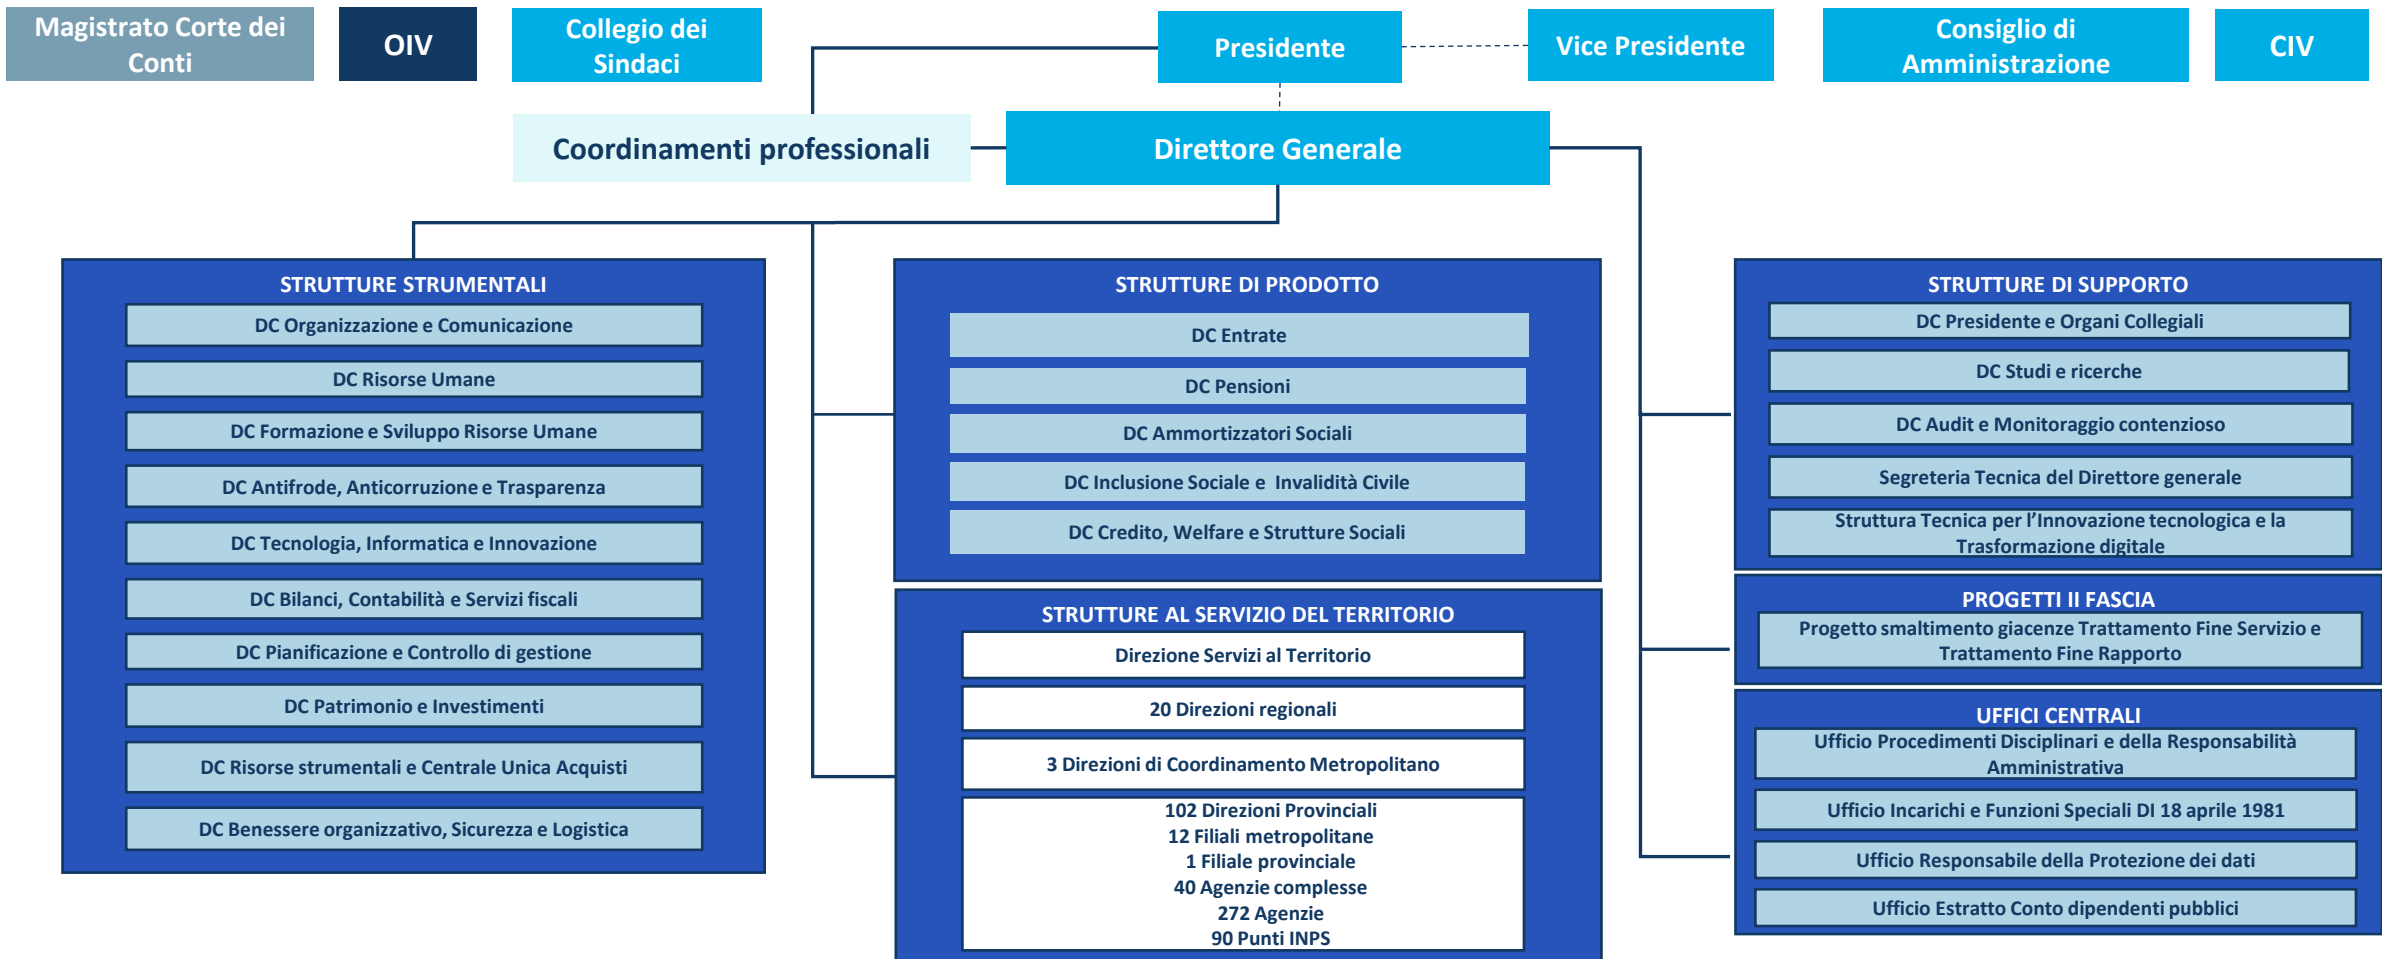 Magistrato Corte dei
Conti
OIV
Collegio dei
Sindaci
Presidente
Vice Presidente
Consiglio di
Amministrazione
CIV
Coordinamenti professionali
Direttore Generale
STRUTTURE STRUMENTALI
DC Organizzazione e Comunicazione
DC Risorse Umane
DC Formazione e Sviluppo Risorse Umane
DC Antifrode, Anticorruzione e Trasparenza
DC Tecnologia, Informatica e Innovazione
DC Bilanci, Contabilità e Servizi fiscali
DC Pianificazione e Controllo di gestione
DC Patrimonio e Investimenti
DC Risorse strumentali e Centrale Unica Acquisti
DC Benessere organizzativo, Sicurezza e Logistica
STRUTTURE DI PRODOTTO
DC Entrate
DC Pensioni
DC Ammortizzatori Sociali
DC Inclusione Sociale e Invalidità Civile
DC Credito, Welfare e Strutture Sociali
STRUTTURE AL SERVIZIO DEL TERRITORIO
Direzione Servizi al Territorio
20 Direzioni regionali
3 Direzioni di Coordinamento Metropolitano
102 Direzioni Provinciali
12 Filiali metropolitane
1 Filiale provinciale
40 Agenzie complesse
272 Agenzie
90 Punti INPS
STRUTTURE DI SUPPORTO
DC Presidente e Organi Collegiali
DC Studi e ricerche
DC Audit e Monitoraggio contenzioso
Segreteria Tecnica del Direttore generale
Struttura Tecnica per l'Innovazione tecnologica e la
Trasformazione digitale
PROGETTI II FASCIA
Progetto smaltimento giacenze Trattamento Fine Servizio e
Trattamento Fine Rapporto
UFFICI CENTRALI
Ufficio Procedimenti Disciplinari e della Responsabilità
Amministrativa
Ufficio Incarichi e Funzioni Speciali DI 18 aprile 1981
Ufficio Responsabile della Protezione dei dati
Ufficio Estratto Conto dipendenti pubblici